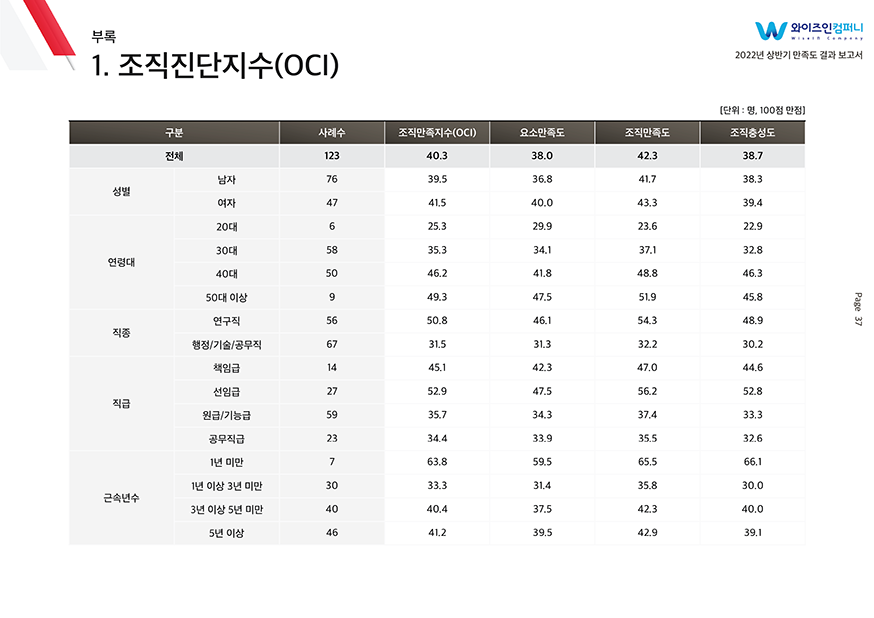 부록
1. 조직진단지수(OCI)
와이즈인컴퍼니
WiseIN Company
2022년 상반기 만족도 결과 보고서
[단위 : 명, 100점 만점]
구분 사례수 조직만족지수(OCI) 요소만족도 조직만족도 조직충성도
전체 123 40.3 38.0 42.3 38.7
성별 남자 76 39.5 36.8 41.7 38.3
여자 47 41.5 40.0 43.3 39.4
연령대 20대 6 25.3 29.9 23.6 22.9
30대 58 35.3 34.1 37.1 32.8
40대 50 46.2 41.8 48.8 46.3
50대 이상 9 49.3 47.5 51.9 45.8
직종 연구직 56 50.8 46.1 54.3 48.9
행정/기술/공무직 67 31.5 31.3 32.2 30.2
직급 책임급 14 45.1 42.3 47.0 44.6
선임급 27 52.9 47.5 56.2 52.8
원급/기능급 59 35.7 34.3 37.4 33.3
공무직급 23 34.4 33.9 35.5 32.6
근속년수 1년 미만 7 63.8 59.5 65.5 66.1
1년 이상 3년 미만 30 33.3 31.4 35.8 30.0
3년 이상 5년 미만 40 40.4 37.5 42.3 40.0
5년 이상 46 41.2 39.5 42.9 39.1
Page 37